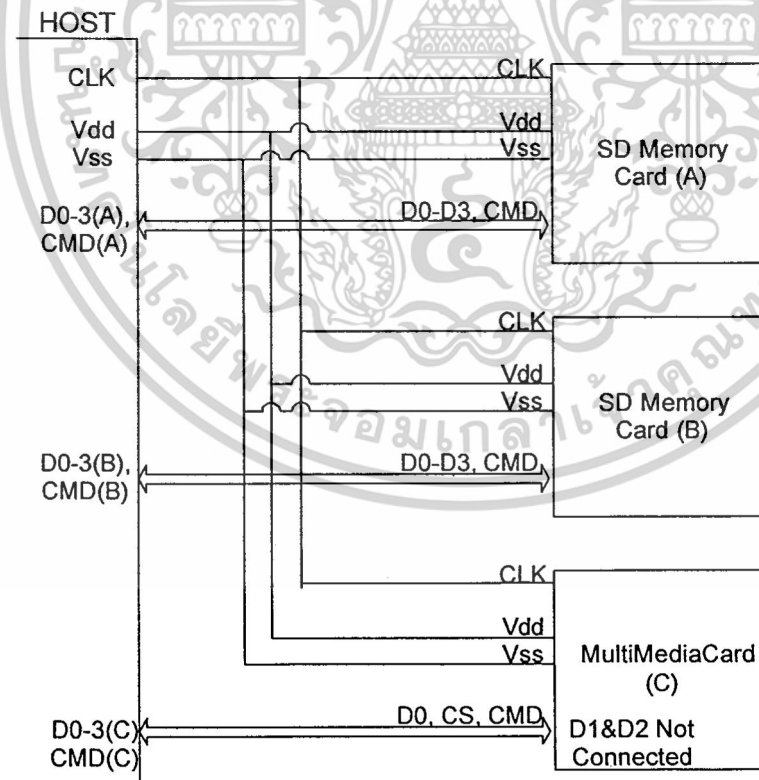 HOST
CLK
CLK
Vdd
Vdd
Vss
Vss
SD Memory
Card (A)
D0-3(A),
CMD(A)
D0-D3, CMD
CLK
Vdd
Vss
SD Memory
Card (B)
D0-3(B),
CMD(B)
D0-D3, CMD
CLK
Vdd
Vss
MultiMediaCard
(C)
D0-3(C)
CMD(C)
D0, CS, CMD
D1&D2 Not
Connected